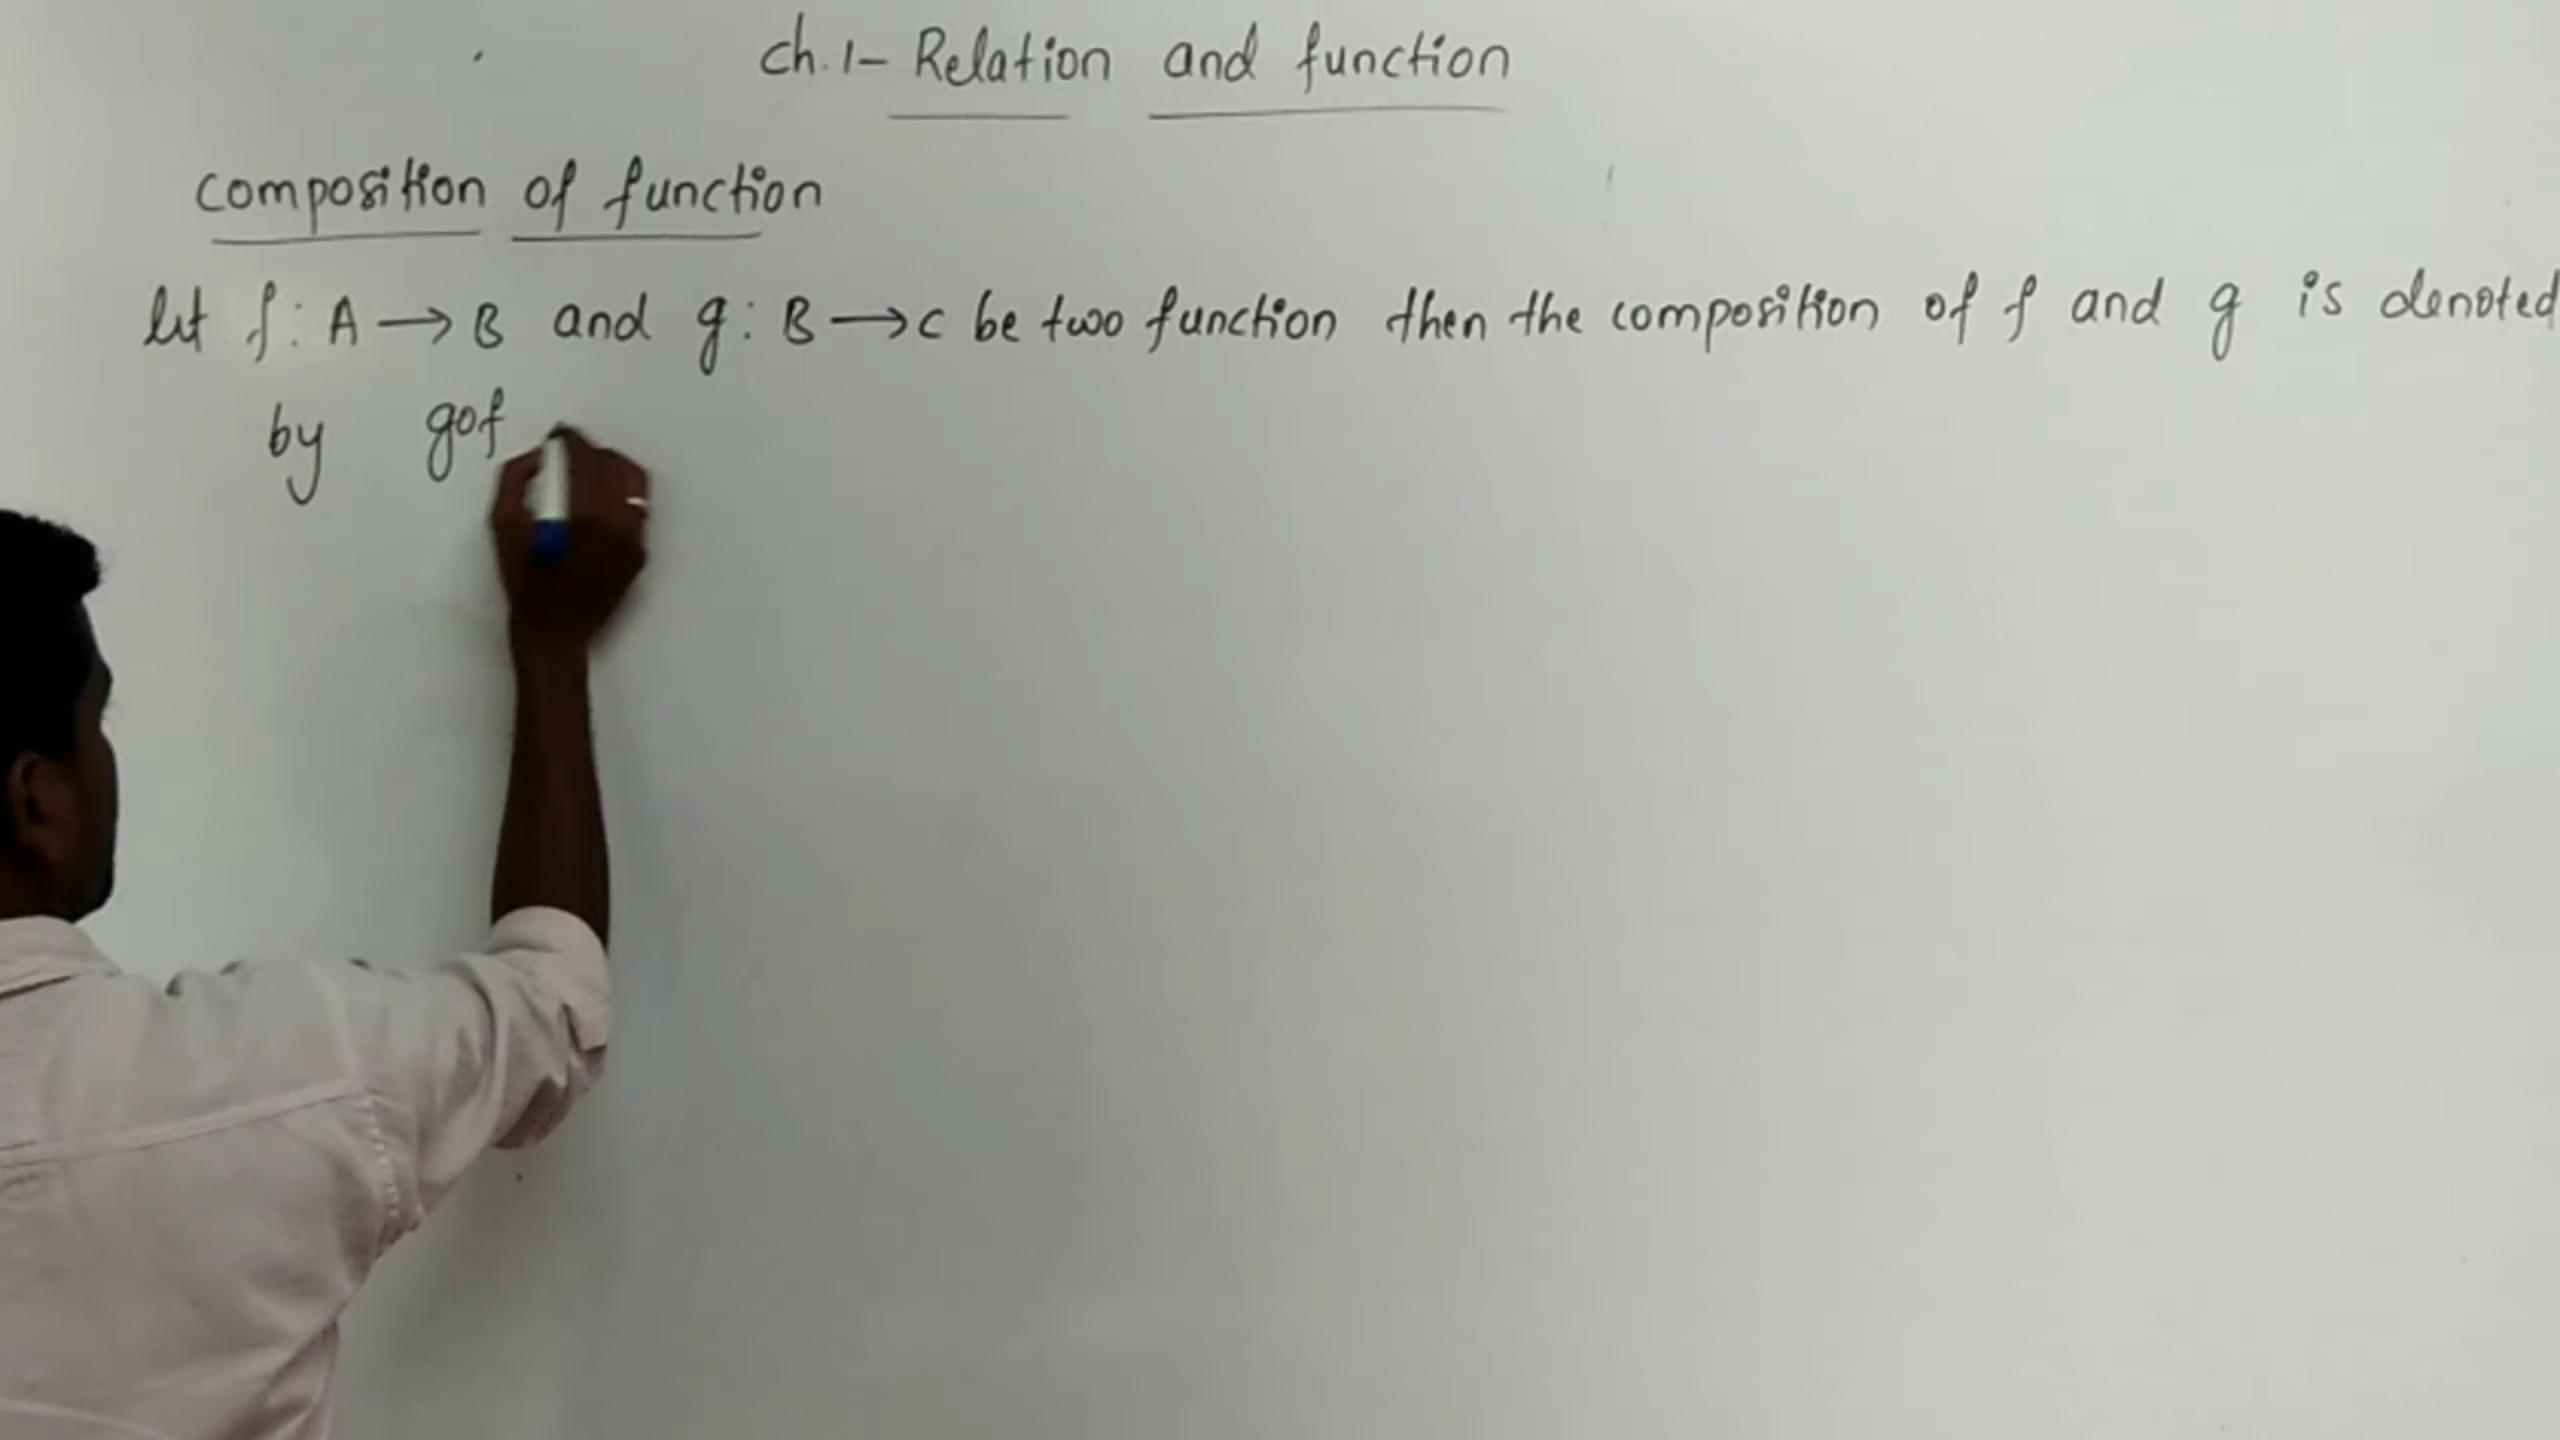 Ch.1- Relation and function
composition of function
let f: A → B and g: B → C be two function then the composition of f and g is denoted
by gof